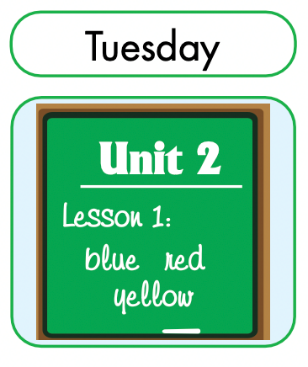 Tuesday
Unit 2
Lesson 1:
blue red
yellow